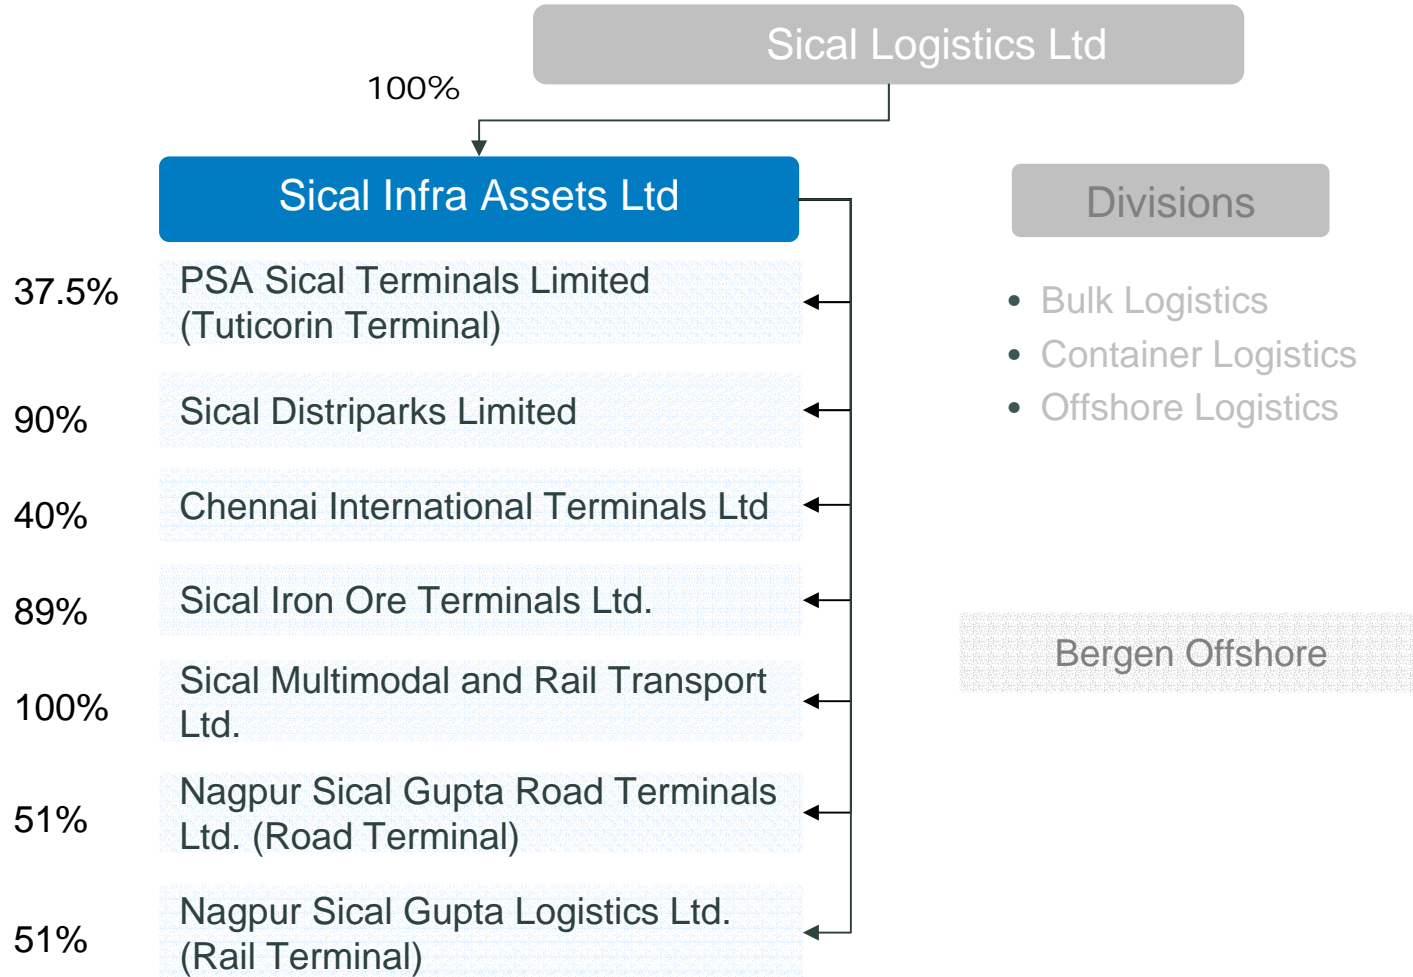 Sical Logistics Ltd
100%
Sical Infra Assets Ltd
Divisions
37.5%
PSA Sical Terminals Limited
(Tuticorin Terminal)
• Bulk Logistics
• Container Logistics
• Offshore Logistics
90%
Sical Distriparks Limited
40%
Chennai International Terminals Ltd
89%
Sical Iron Ore Terminals Ltd.
Bergen Offshore
100%
Sical Multimodal and Rail Transport
Ltd.
51%
Nagpur Sical Gupta Road Terminals
Ltd. (Road Terminal)
51%
Nagpur Sical Gupta Logistics Ltd.
(Rail Terminal)